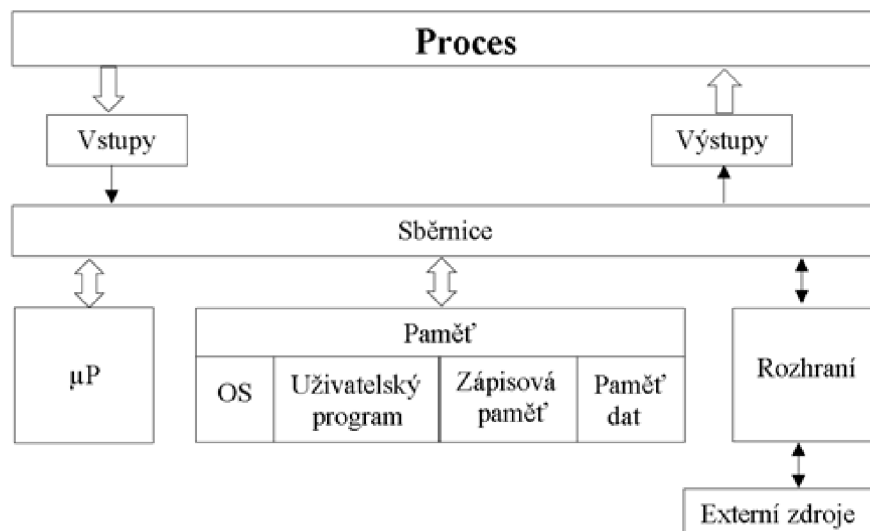 Proces
Vstupy
Výstupy
Sběrnice
µP
Paměť
OS
Uživatelský
program
Zápisová
paměť
Paměť
dat
Rozhraní
Externí zdroje